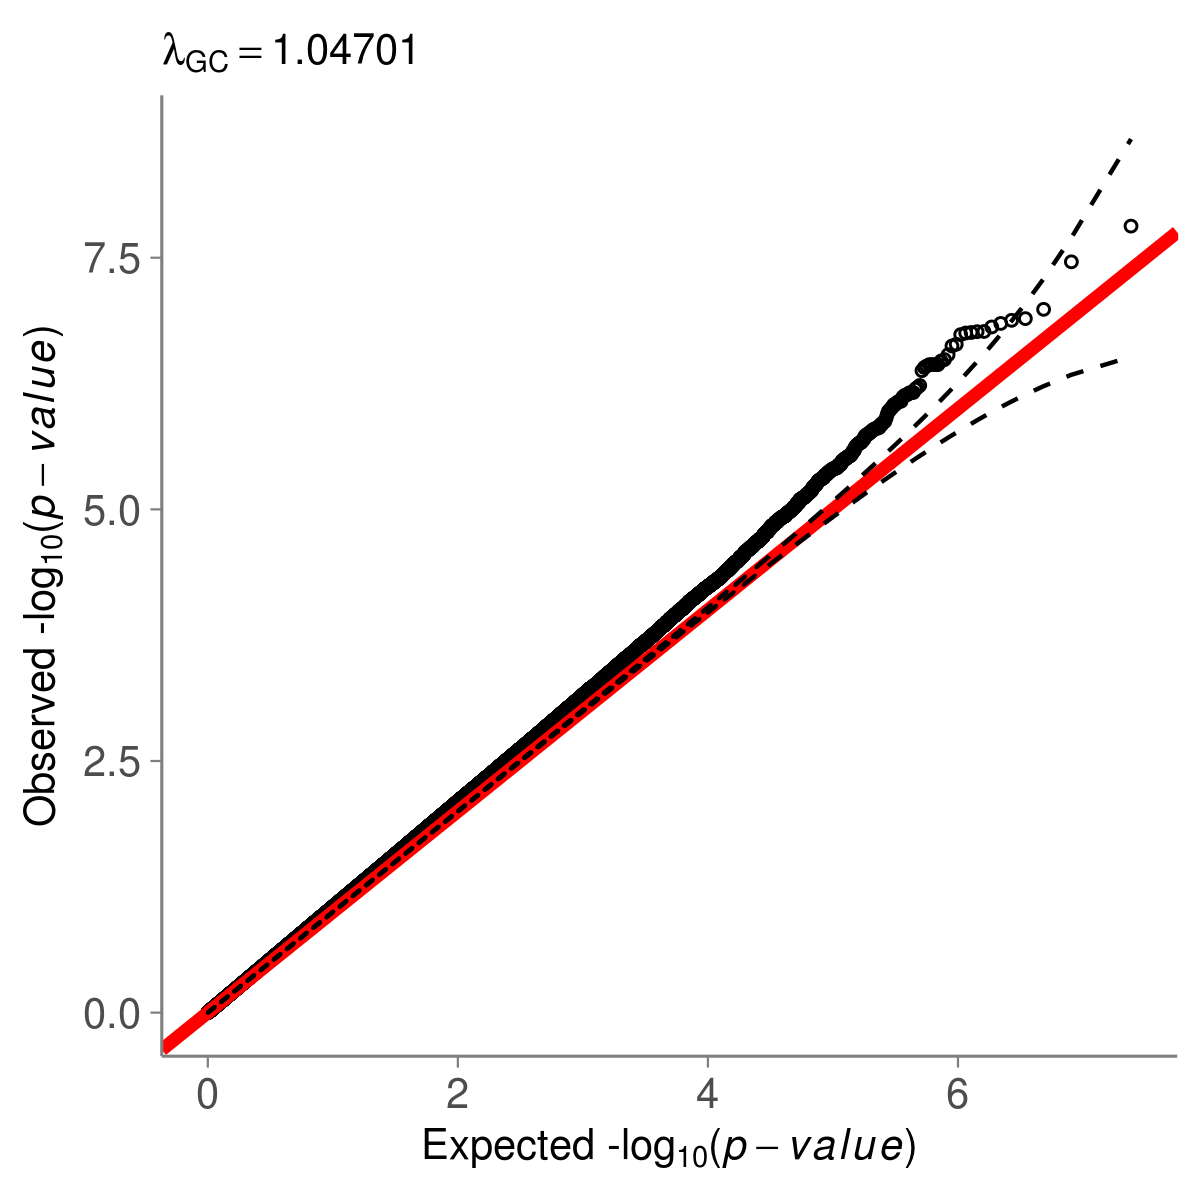 λGC = 1.04701
Observed -log10(p − value)
7.5
5.0
2.5
0.0
0 2 4 6
Expected -log10(p − value)